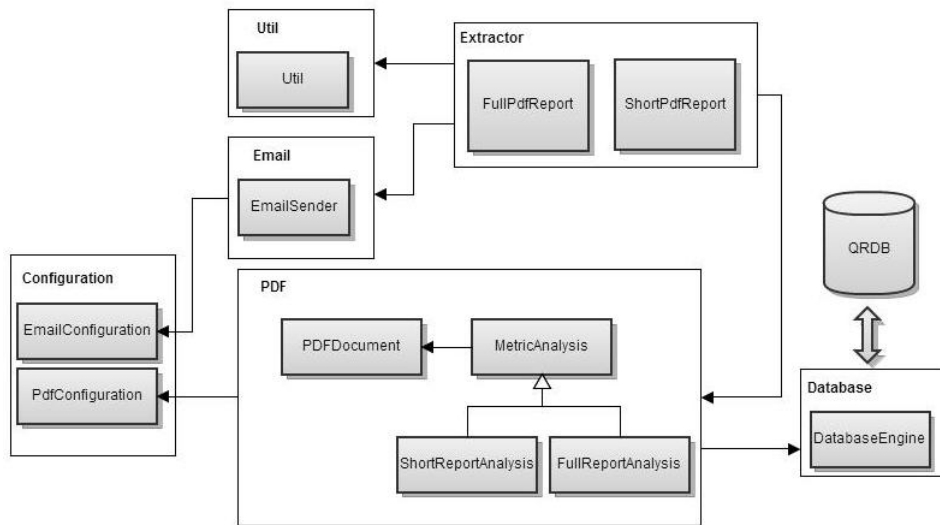 Util
Util
Extractor
FullPdfReport
ShortPdfReport
Email
EmailSender
QRDB
Configuration
EmailConfiguration
PdfConfiguration
PDF
PDFDocument
MetricAnalysis
ShortReportAnalysis
FullReportAnalysis
Database
DatabaseEngine